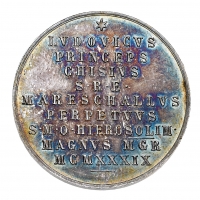 LVDOVICVS
PRINCEPS
CHISIVS
S·R·E·
MARESCHALLVS
PERPETVVS
S·M·O·HIEROSOLIM·
MAGNVS MGR
MCMXXXIX